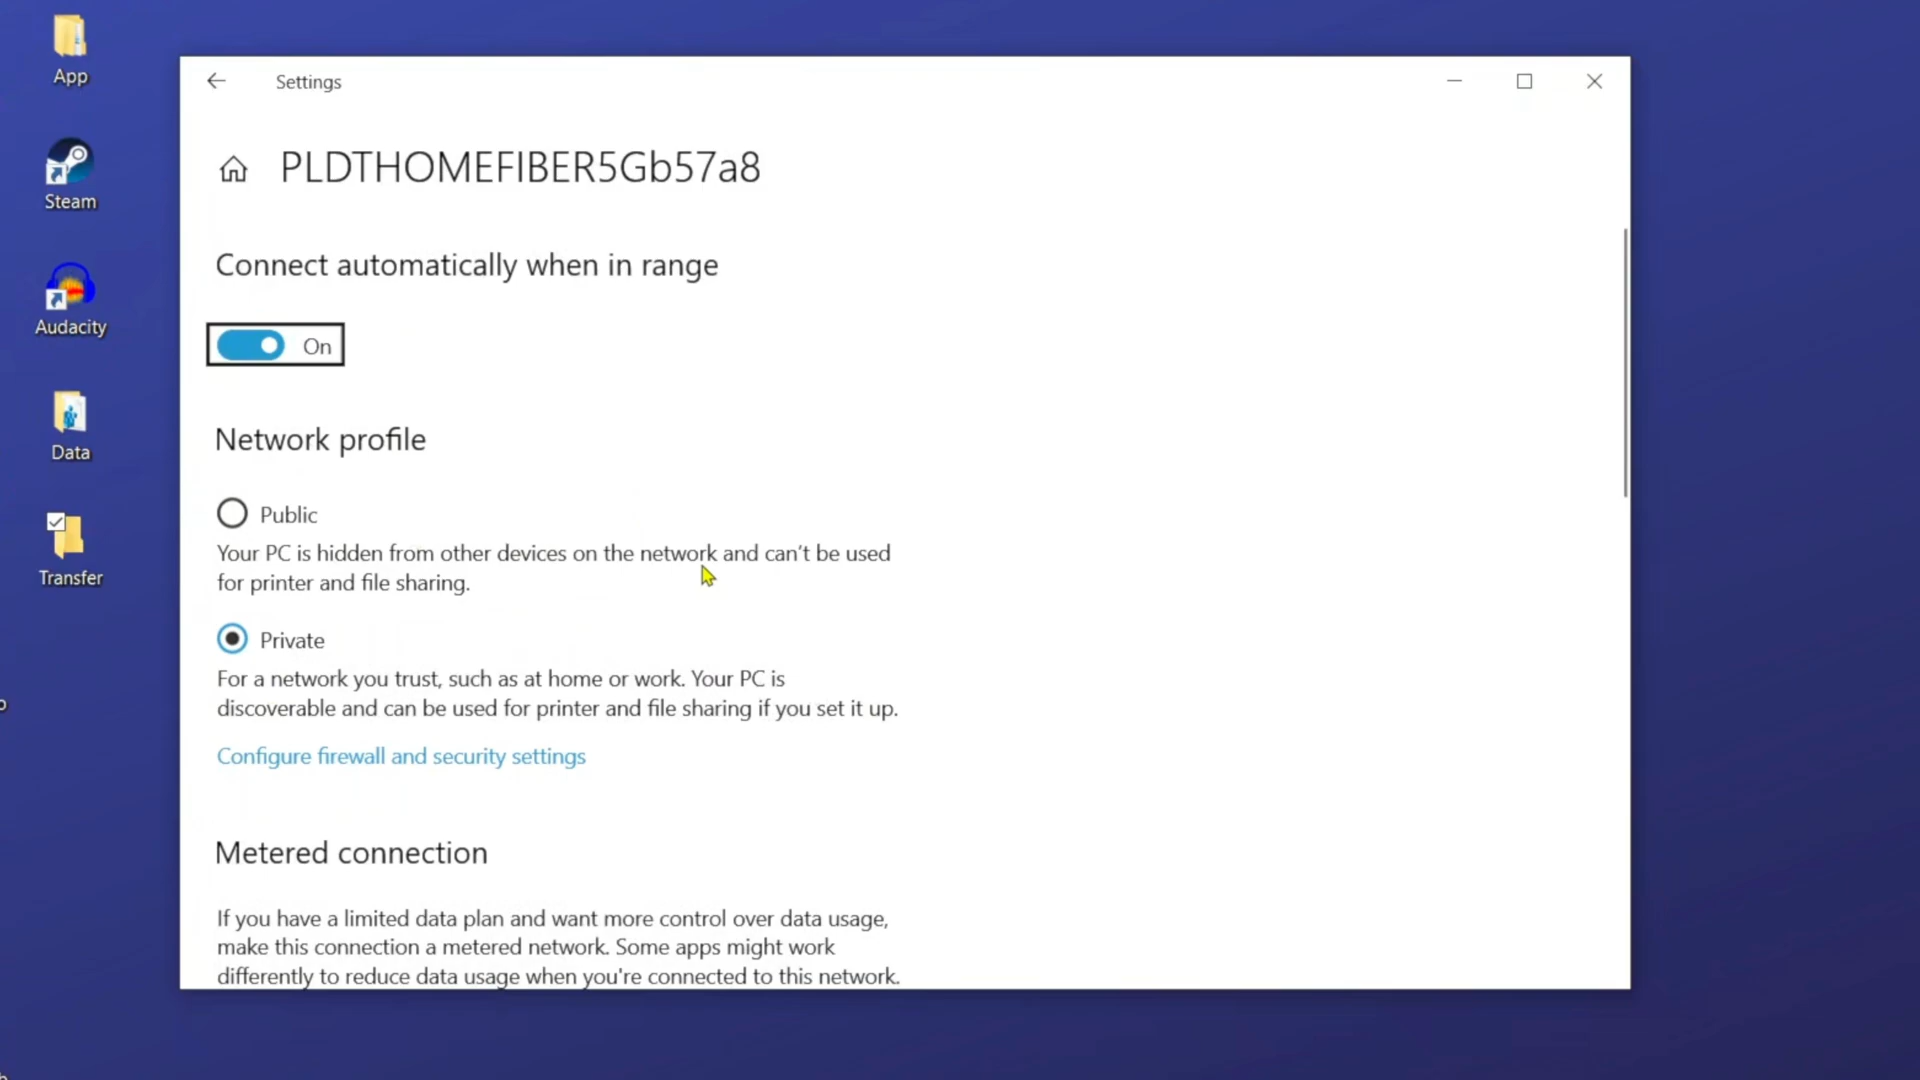 App
Steam
Audacity
Data
Transfer
Settings
PLDTHOMEFIBER5Gb57a8
Connect automatically when in range
On
Network profile
Public
Your PC is hidden from other devices on the network and can't be used
for printer and file sharing.
Private
For a network you trust, such as at home or work. Your PC is
discoverable and can be used for printer and file sharing if you set it up.
Configure firewall and security settings
Metered connection
If you have a limited data plan and want more control over data usage,
make this connection a metered network. Some apps might work
differently to reduce data usage when you're connected to this network.